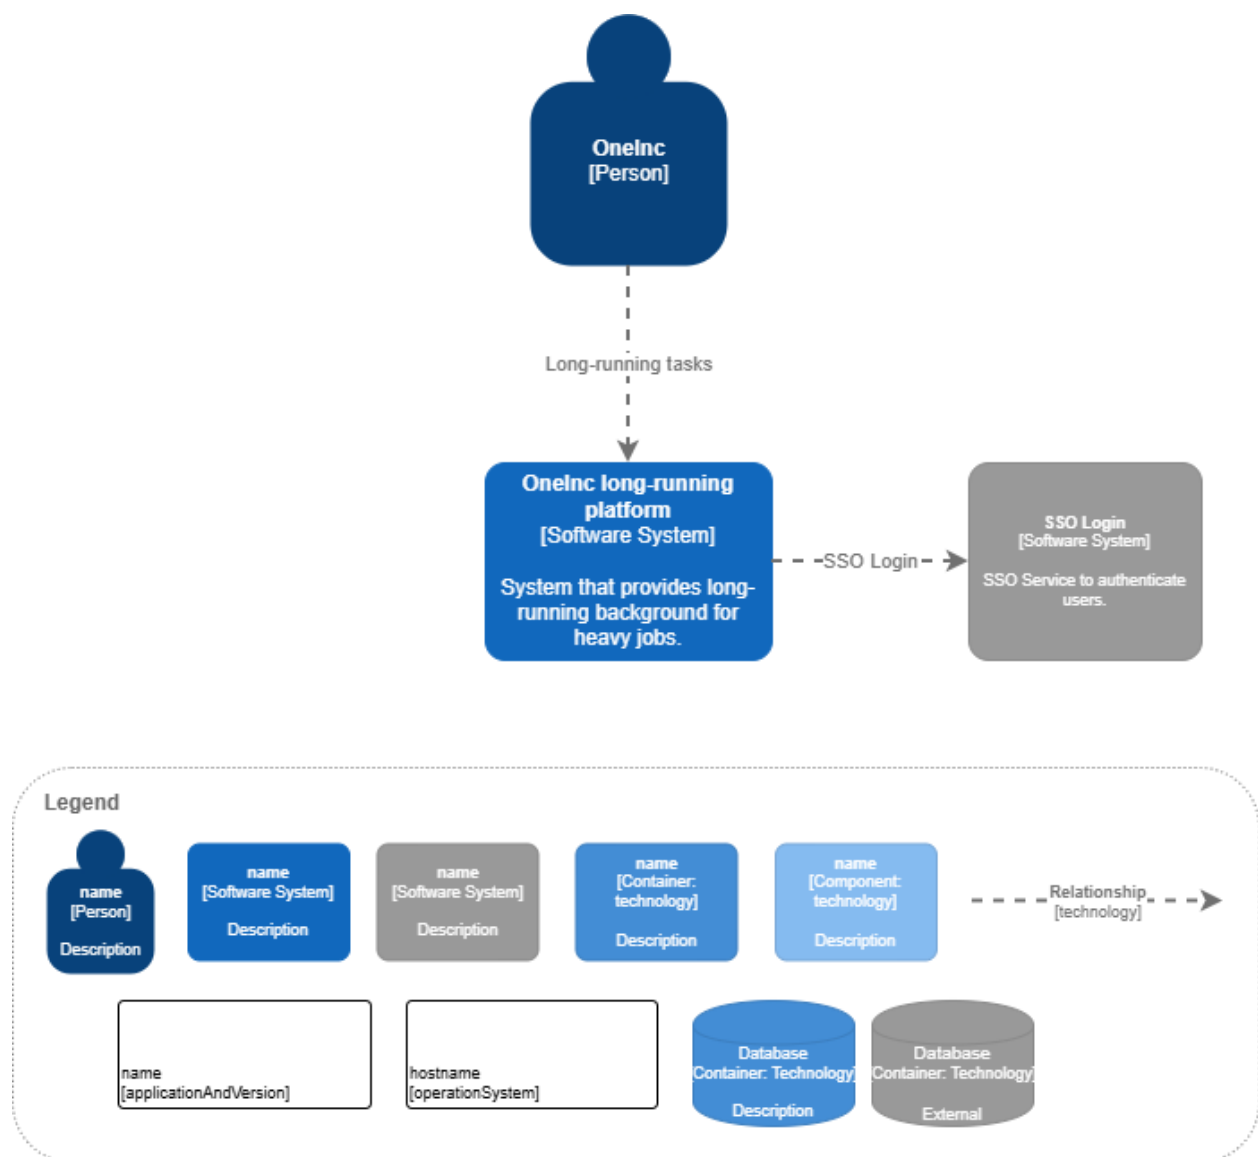 OneInc
[Person]
Long-running tasks
OneInc long-running
platform
[Software System]
System that provides long-
running background for
heavy jobs.
SSO Login
SSO Login
[Software System]
SSO Service to authenticate
users.
Legend
name
[Person]
Description
name
[Software System]
Description
name
[Software System]
Description
name
[Container:
technology]
Description
name
[Component:
technology]
Description
Relationship
[technology]
name
[applicationAndVersion]
hostname
[operationSystem]
Database
[Container: Technology]
Description
Database
[Container: Technology]
External